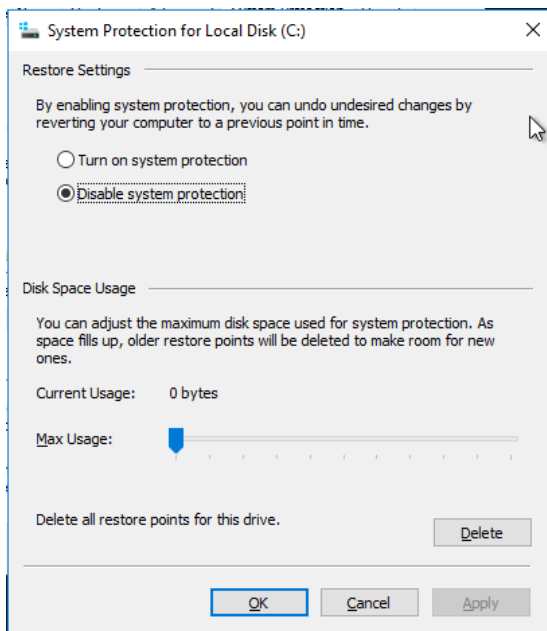 System Protection for Local Disk (C:)
Restore Settings
By enabling system protection, you can undo undesired changes by
reverting your computer to a previous point in time.
Turn on system protection
Disable system protection
Disk Space Usage
You can adjust the maximum disk space used for system protection. As
space fills up, older restore points will be deleted to make room for new
ones.
Current Usage: 0 bytes
Max Usage:
Delete all restore points for this drive.
Delete
OK Cancel Apply